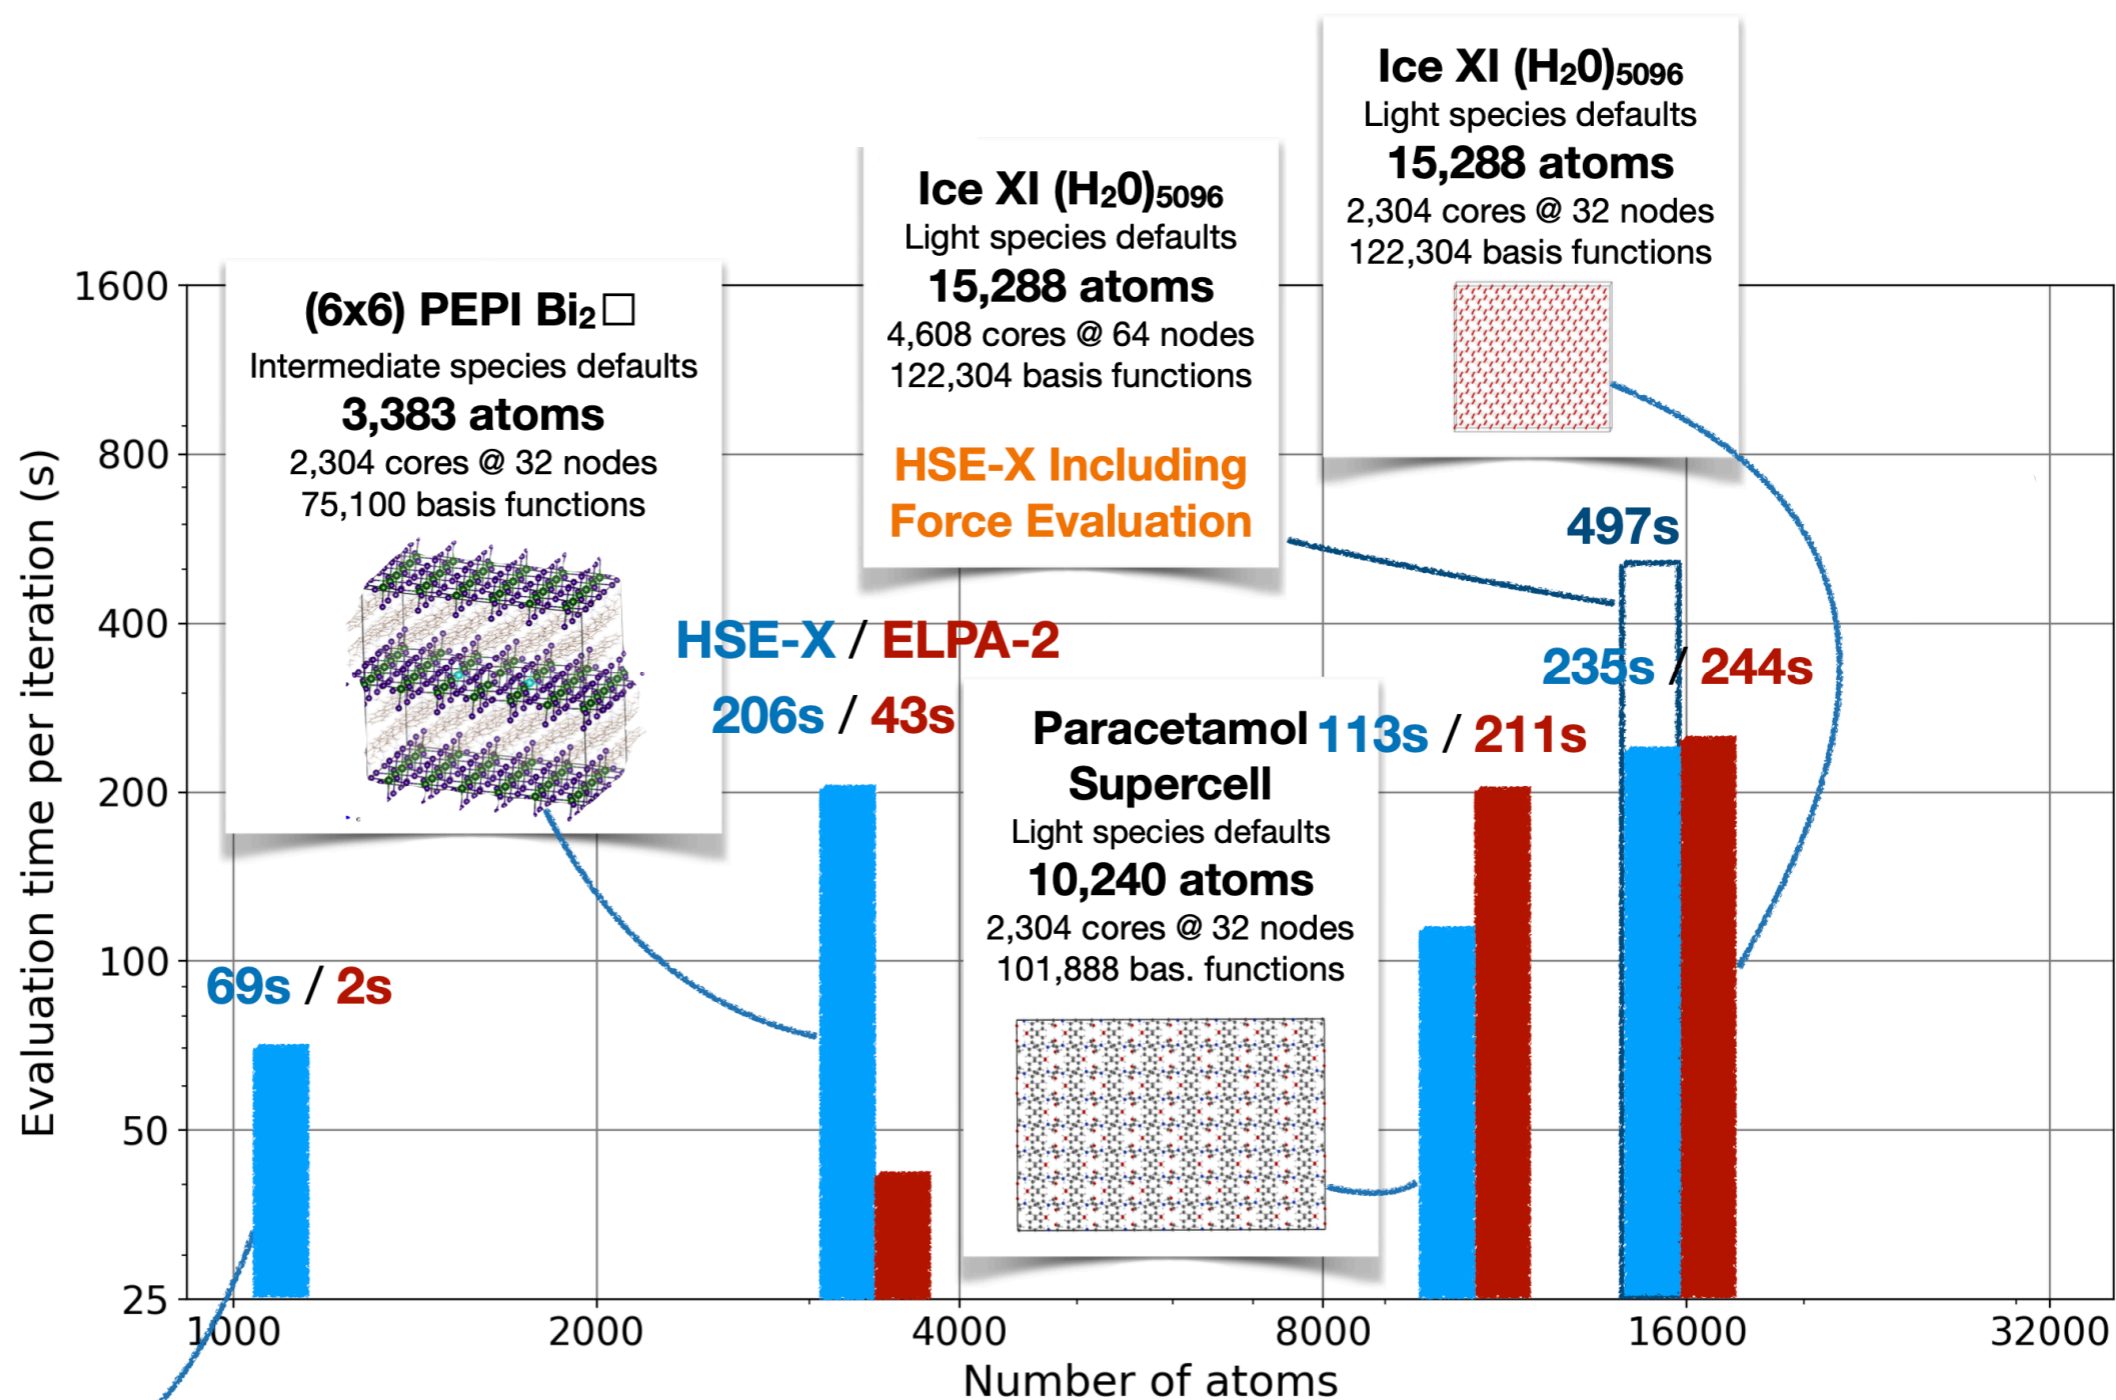 Ice XI (H₂0)₅₀₉₆
Light species defaults
15,288 atoms
2,304 cores @ 32 nodes
122,304 basis functions
Ice XI (H₂0)₅₀₉₆
Light species defaults
15,288 atoms
4,608 cores @ 64 nodes
122,304 basis functions
HSE-X Including
Force Evaluation
(6x6) PEPI Bi₂□
Intermediate species defaults
3,383 atoms
2,304 cores @ 32 nodes
75,100 basis functions
HSE-X / ELPA-2
206s / 43s
Paracetamol
Supercell
Light species defaults
10,240 atoms
2,304 cores @ 32 nodes
101,888 bas. functions
113s / 211s
497s
235s / 244s
69s / 2s
Evaluation time per iteration (s)
1600
800
400
200
100
50
25
1000 2000 4000 8000 16000 32000
Number of atoms